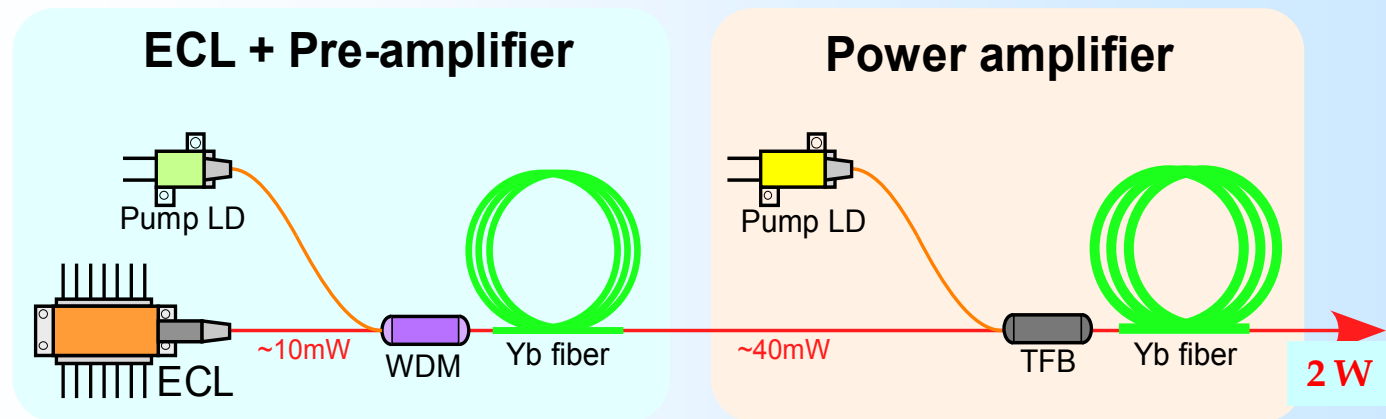 ECL + Pre-amplifier
Power amplifier
Pump LD
Pump LD
~10mW
~40mW
ECL
WDM
Yb fiber
TFB
Yb fiber
2 W